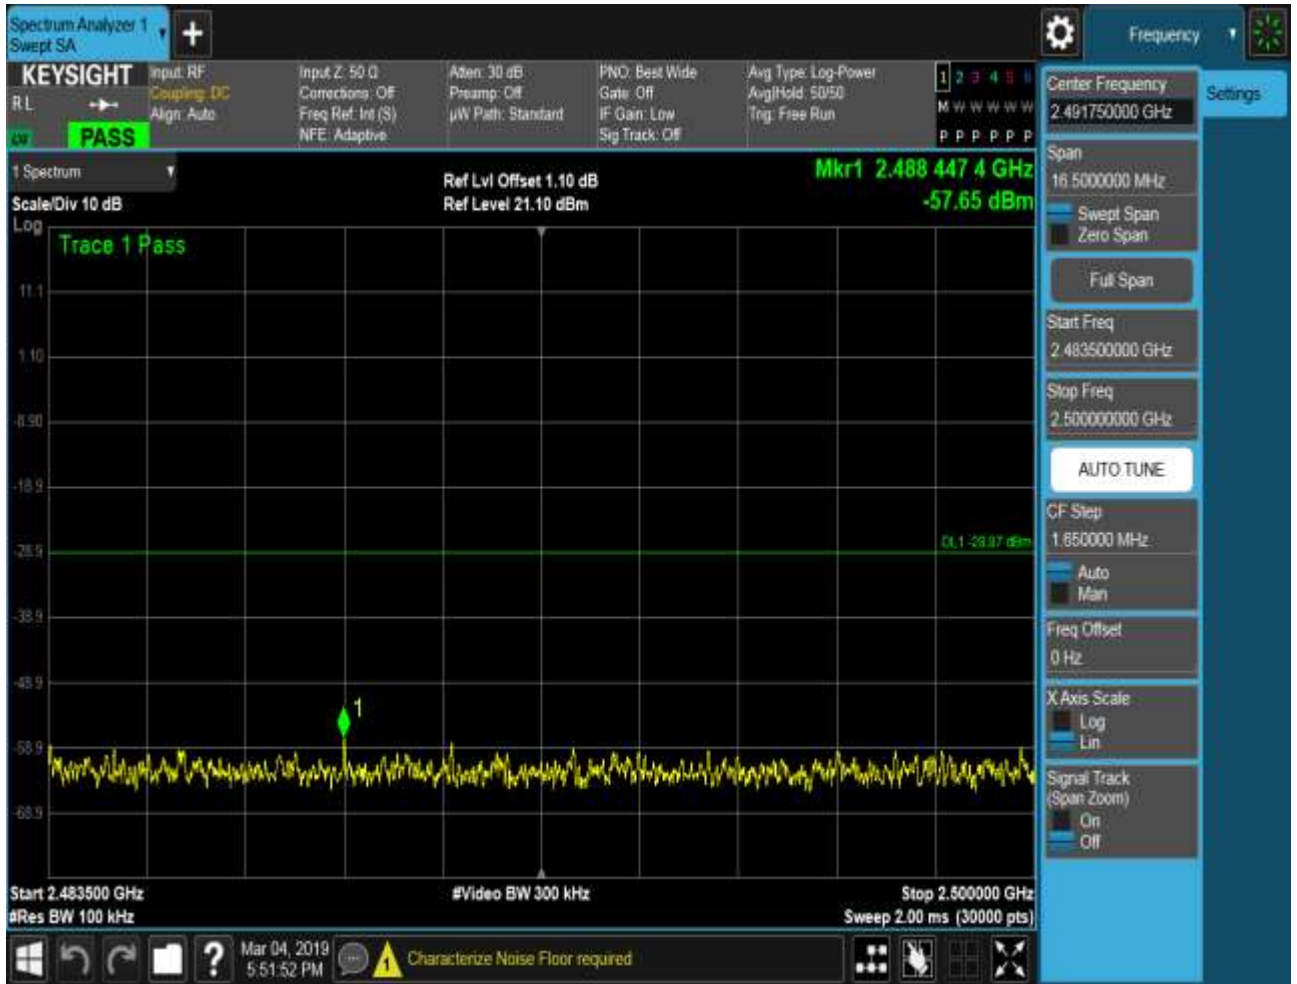 Spectrum Analyzer 1
Swept SA
+
Frequency
KEYSIGHT
R L
PASS
Input: RF
Coupling: DC
Align: Auto
Input Z: 50 Ω
Corrections: Off
Freq Ref: Int (S)
NFE: Adaptive
Atten: 30 dB
Preamp: Off
µW Path: Standard
PNO: Best Wide
Gate: Off
IF Gain: Low
Sig Track: Off
Avg Type: Log-Power
Avg|Hold: 50/50
Trig: Free Run
1 2 3 4 5 6
M W W W W W
P P P P P P
1 Spectrum
Scale/Div 10 dB
Ref Lvl Offset 1.10 dB
Ref Level 21.10 dBm
Mkr1 2.488 447 4 GHz
-57.65 dBm
Log
Trace 1 Pass
11.1
1.10
-8.90
-18.9
-28.9
DL1 -28.87 dBm
-38.9
-48.9
1
-58.9
-68.9
Start 2.483500 GHz
#Video BW 300 kHz
Stop 2.500000 GHz
#Res BW 100 kHz
Sweep 2.00 ms (30000 pts)
?
Mar 04, 2019
5:51:52 PM
1
Characterize Noise Floor required
Center Frequency
2.491750000 GHz
Settings
Span
16.5000000 MHz
Swept Span
Zero Span
Full Span
Start Freq
2.483500000 GHz
Stop Freq
2.500000000 GHz
AUTO TUNE
CF Step
1.650000 MHz
Auto
Man
Freq Offset
0 Hz
X Axis Scale
Log
Lin
Signal Track
(Span Zoom)
On
Off